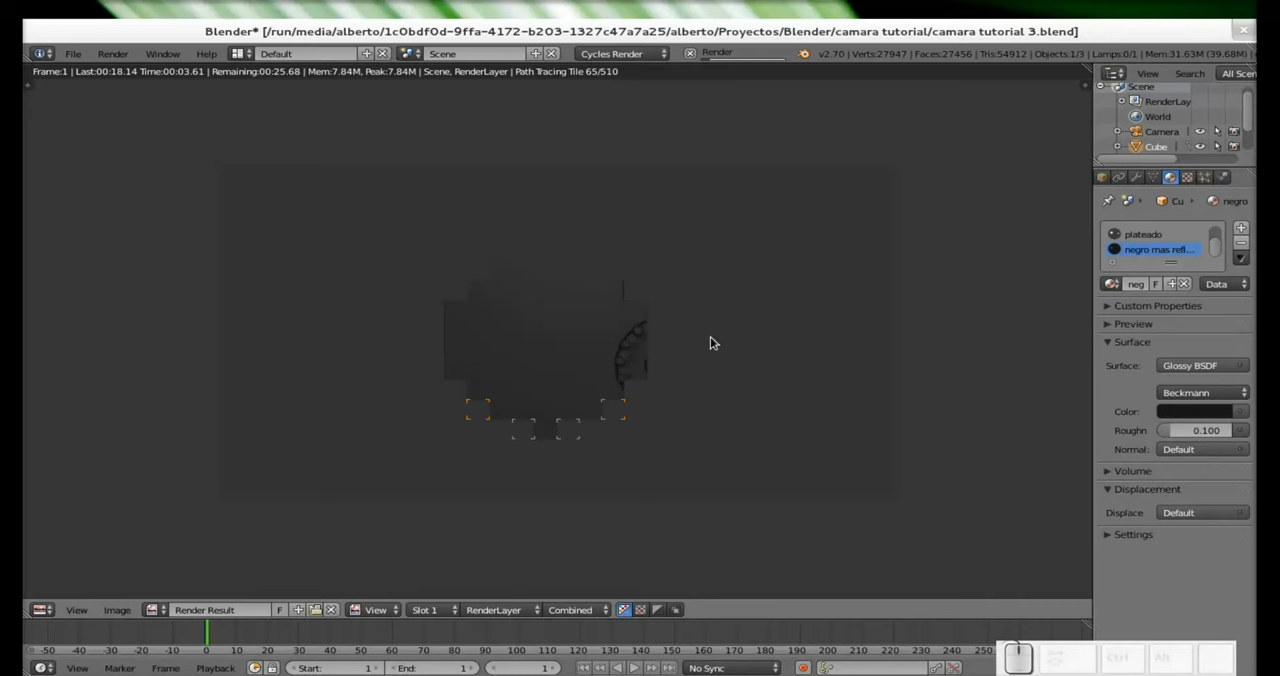 Blender* [/run/media/alberto/1c0bdf0d-9ffa-4172-b203-1327c47a7a25/alberto/Proyectos/Blender/camara tutorial/camara tutorial 3.blend]
File Render Window Help Default Scene Cycles Render Render v2.70 | Verts:27947 | Faces:27456 | Tris:54912 | Objects:1/3 | Lamps:0/1 | Mem:31.63M (39.68M)
Frame:1 | Last:00:18.14 Time:00:03.61 | Remaining:00:25.68 | Mem:7.84M, Peak:7.84M | Scene, RenderLayer | Path Tracing Tile 65/510
View Search All Scen
Scene
RenderLay
World
Camera
Cube
Cu negro
plateado
negro mas refl...
neg F Data
Custom Properties
Preview
Surface
Surface: Glossy BSDF
Beckmann
Color:
Roughn 0.100
Normal: Default
Volume
Displacement
Displace Default
Settings
View Image Render Result F View Slot 1 RenderLayer Combined
-50 -40 -30 -20 -10 0 10 20 30 40 50 60 70 80 90 100 110 120 130 140 150 160 170 180 190 200 210 220 230 240 250
View Marker Frame Playback Start: 1 End: 1 1 No Sync
Ctrl Alt